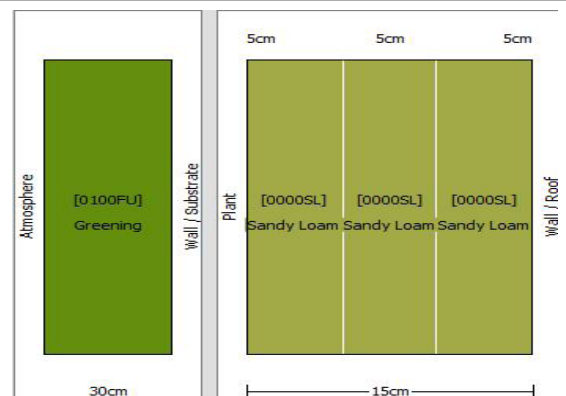 Atmosphere
[0100FU]
Greening
Wall / Substrate
30cm
5cm 5cm 5cm
Plant
[0000SL] [0000SL] [0000SL]
Sandy Loam Sandy Loam Sandy Loam
Wall / Roof
15cm